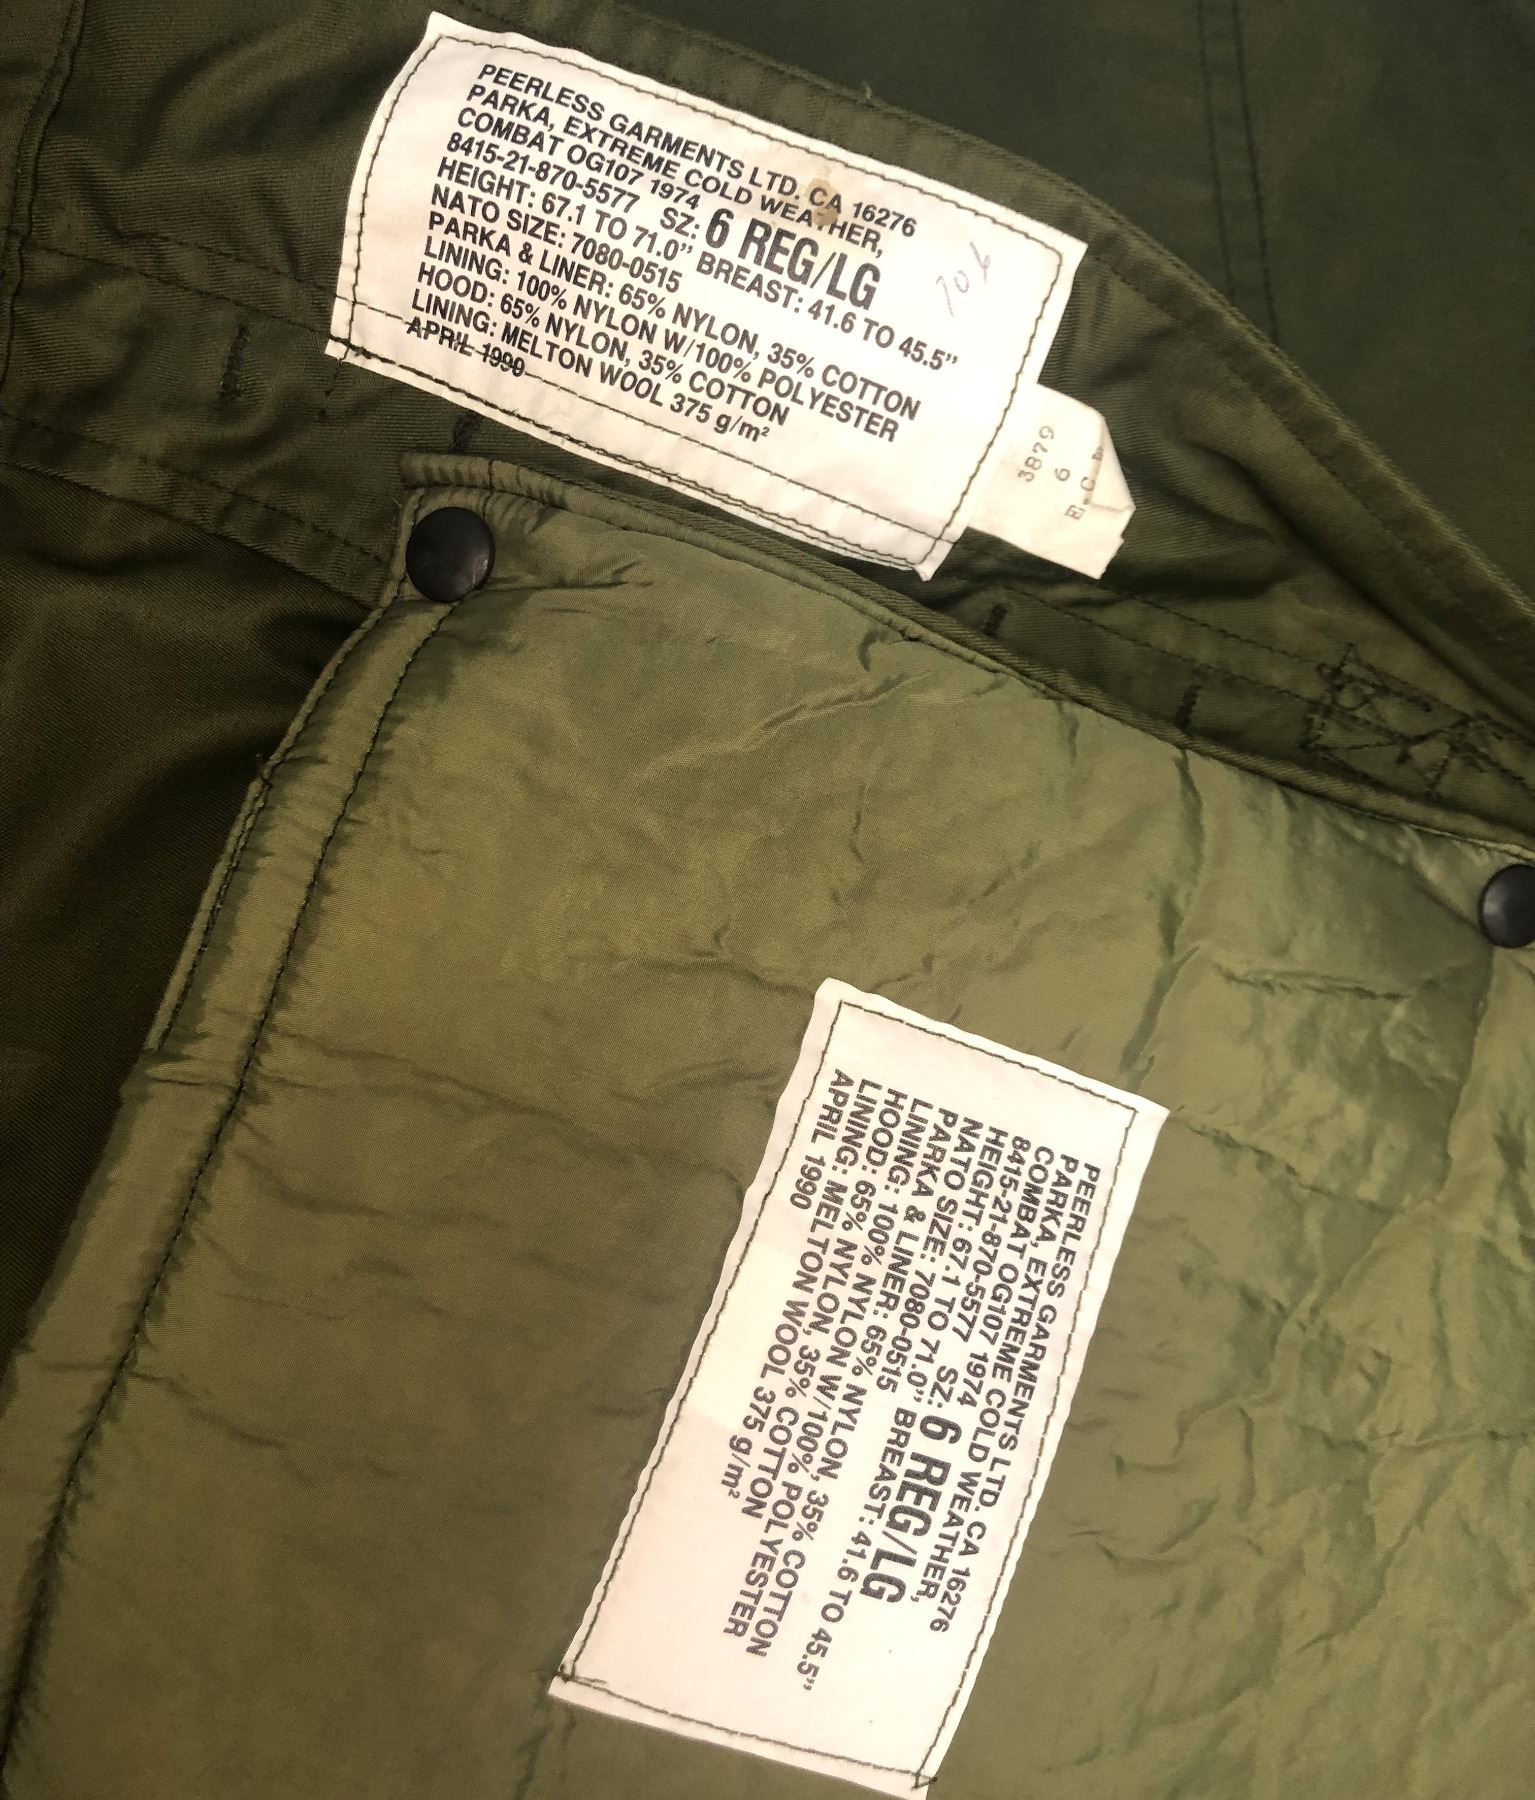 PEERLESS GARMENTS LTD. CA 16276
PARKA, EXTREME COLD WEATHER,
COMBAT OG107 1974
8415-21-870-5577 SZ: 6 REG/LG
HEIGHT: 67.1 TO 71.0" BREAST: 41.6 TO 45.5"
NATO SIZE: 7080-0515
PARKA & LINER: 65% NYLON, 35% COTTON
LINING: 100% NYLON W/100% POLYESTER
HOOD: 65% NYLON, 35% COTTON
LINING: MELTON WOOL 375 g/m²
APRIL 1990
3879
6
PEERLESS GARMENTS LTD. CA 16276
PARKA, EXTREME COLD WEATHER,
COMBAT OG107 1974
8415-21-870-5577 SZ: 6 REG/LG
HEIGHT: 67.1 TO 71.0" BREAST: 41.6 TO 45.5"
NATO SIZE: 7080-0515
PARKA & LINER: 65% NYLON, 35% COTTON
LINING: 100% NYLON W/100% POLYESTER
HOOD: 65% NYLON, 35% COTTON
LINING: MELTON WOOL 375 g/m²
APRIL 1990